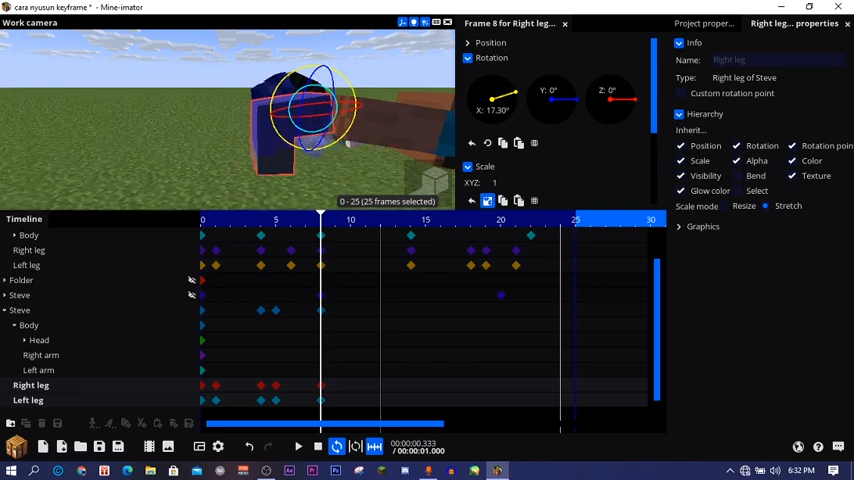 cara nyusun keyframe * - Mine-imator
Work camera
0 - 25 (25 frames selected)
Frame 8 for Right leg...
Position
Rotation
X: 17.30°
Y: 0°
Z: 0°
Scale
XYZ: 1
Project proper...
Right leg... properties
Info
Name: Right leg
Type: Right leg of Steve
Custom rotation point
Hierarchy
Inherit...
Position Rotation Rotation poin
Scale Alpha Color
Visibility Bend Texture
Glow color Select
Scale mode Resize Stretch
Graphics
Timeline
0 5 10 15 20 25 30
Body
Right leg
Left leg
Folder
Steve
Steve
Body
Head
Right arm
Left arm
Right leg
Left leg
00:00:00.333
/ 00:00:01.000
6:32 PM